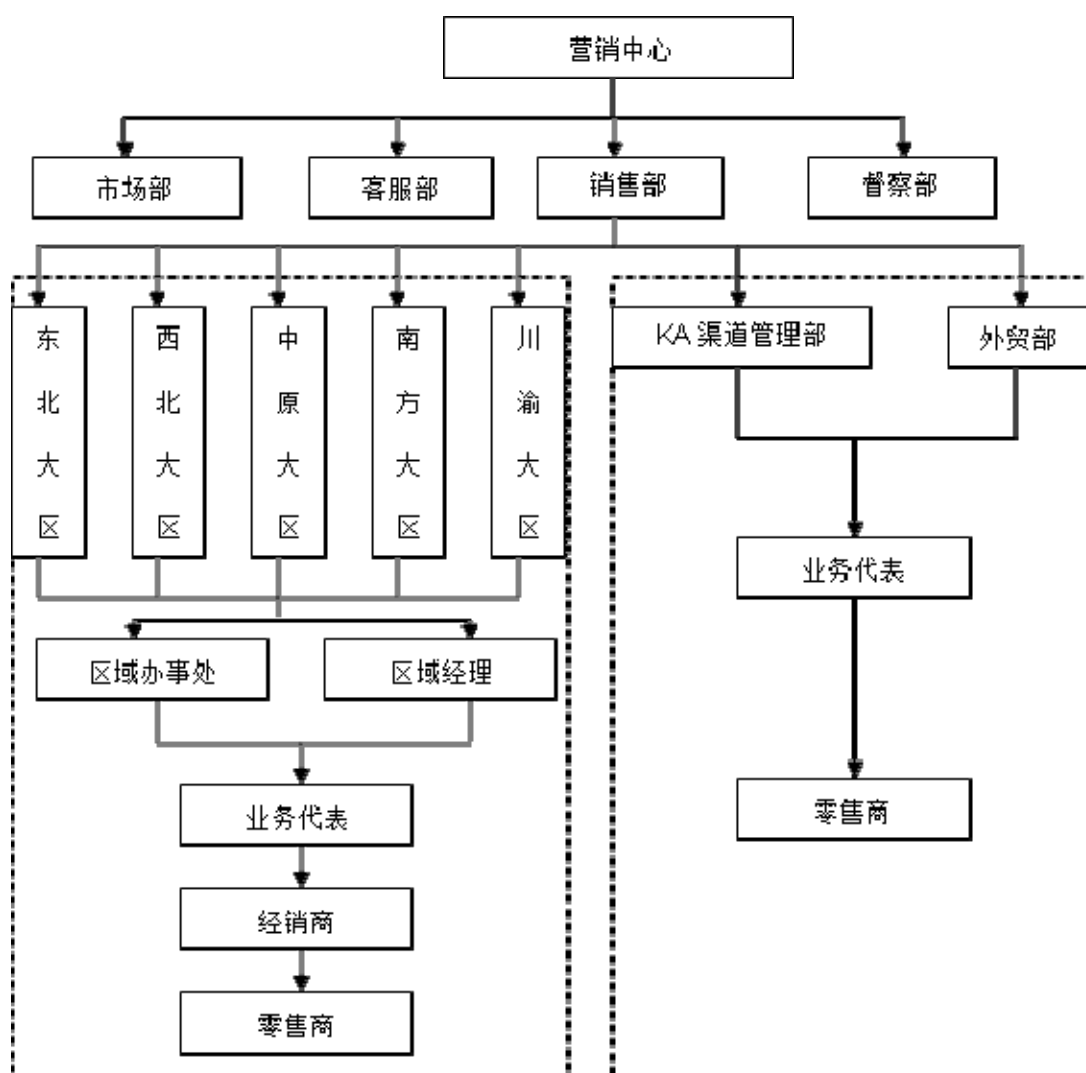 营销中心
市场部
客服部
销售部
督察部
东北大区
西北大区
中原大区
南方大区
川渝大区
KA 渠道管理部
外贸部
业务代表
区域办事处
区域经理
零售商
业务代表
经销商
零售商